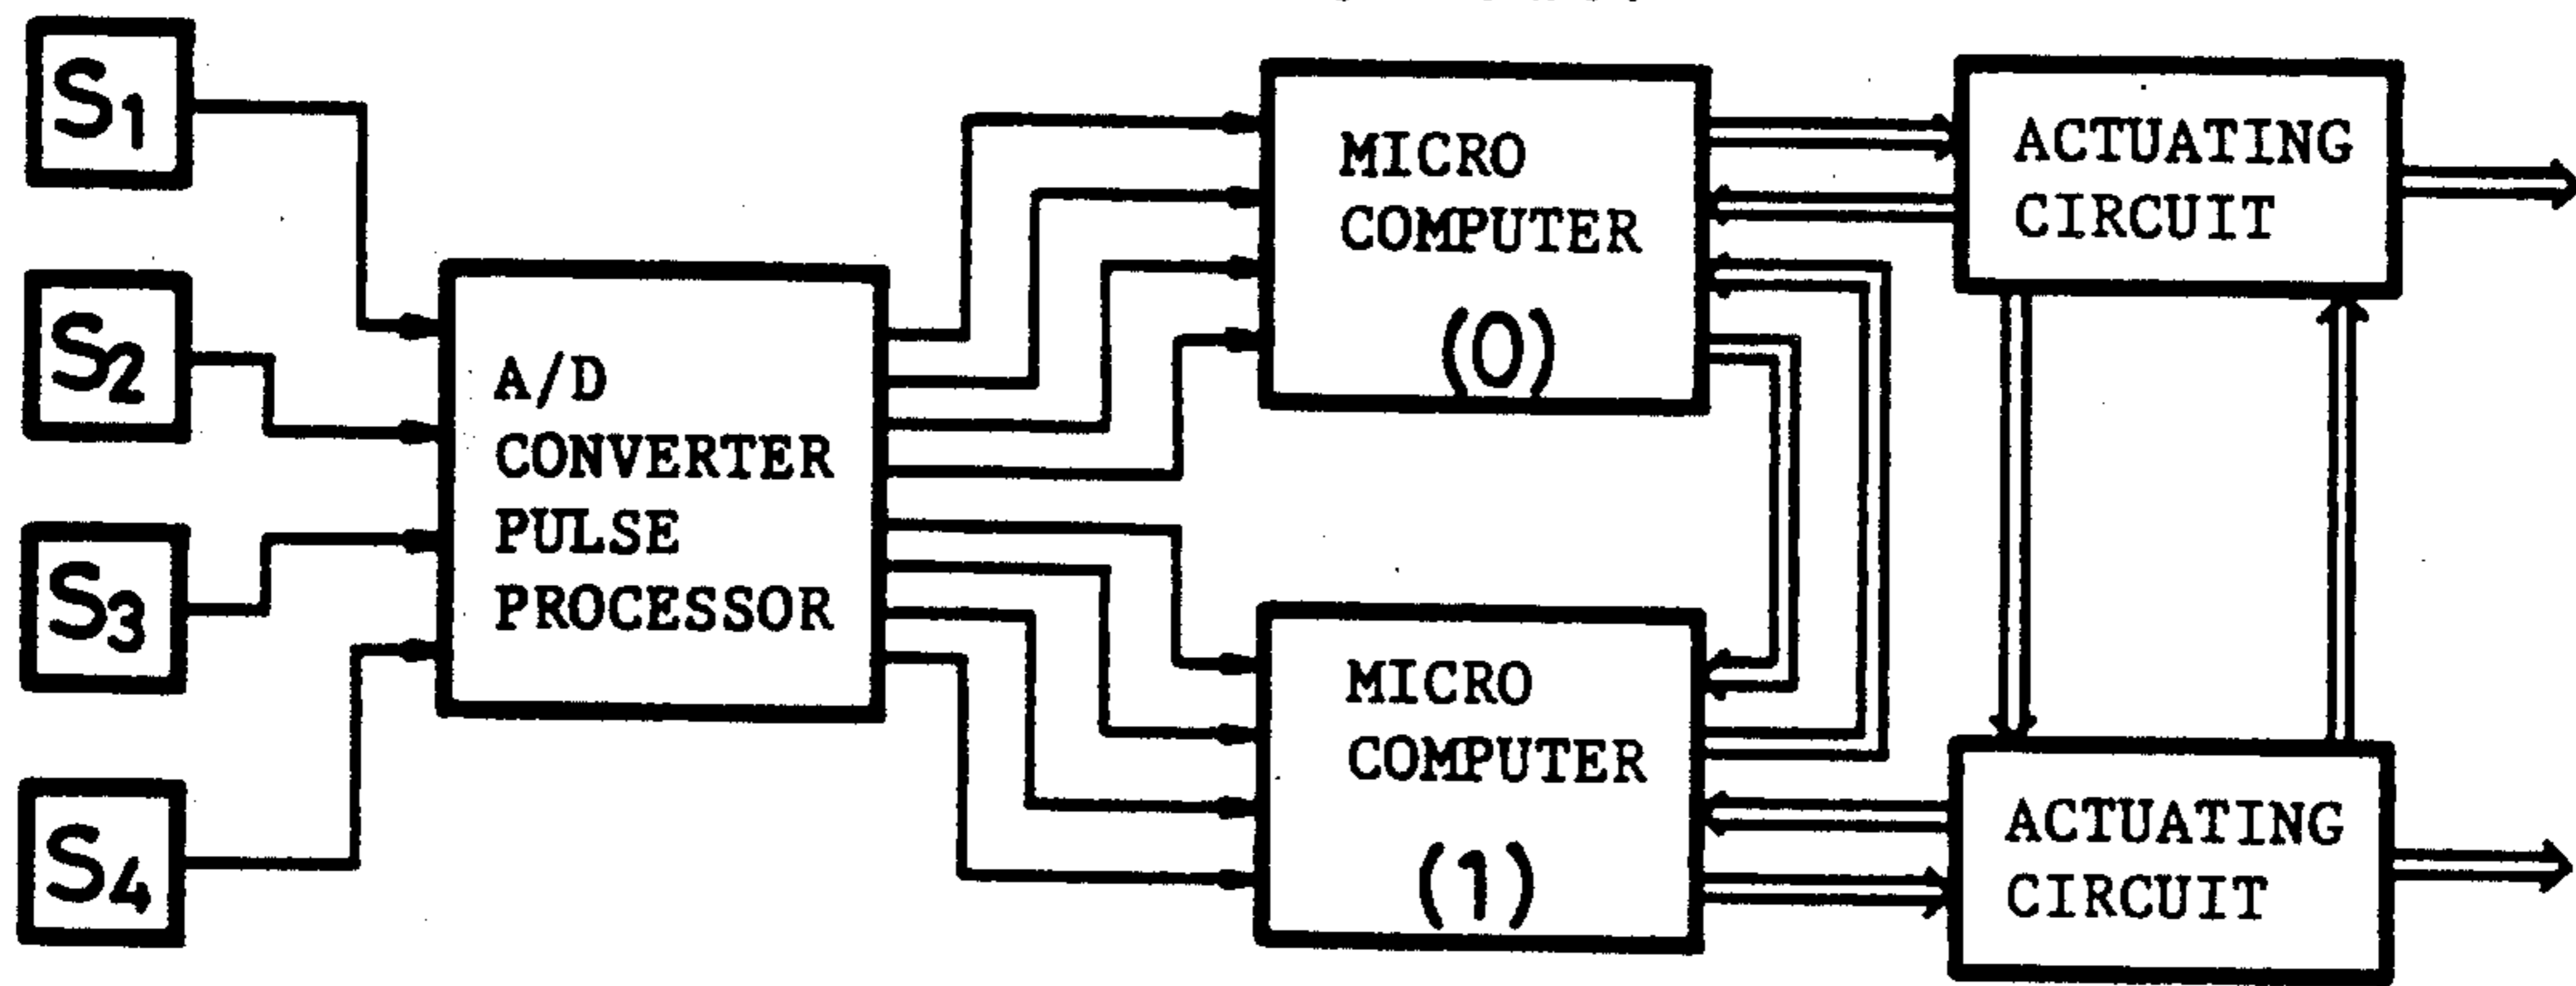 S1
S2
S3
S4
A/D
CONVERTER
PULSE
PROCESSOR
MICRO
COMPUTER
(0)
MICRO
COMPUTER
(1)
ACTUATING
CIRCUIT
ACTUATING
CIRCUIT